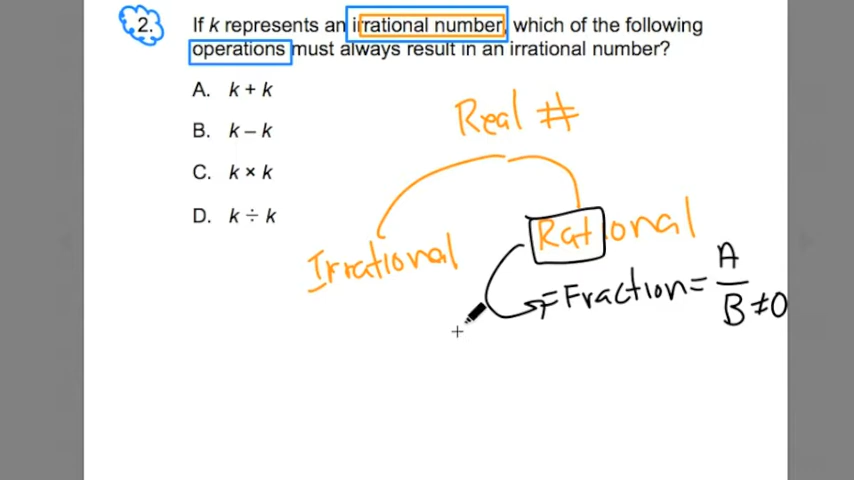 2. If k represents an irrational number, which of the following
operations must always result in an irrational number?
A. k + k
B. k – k
C. k × k
D. k ÷ k
Real #
Irrational
Rational
=Fraction= A
B≠0